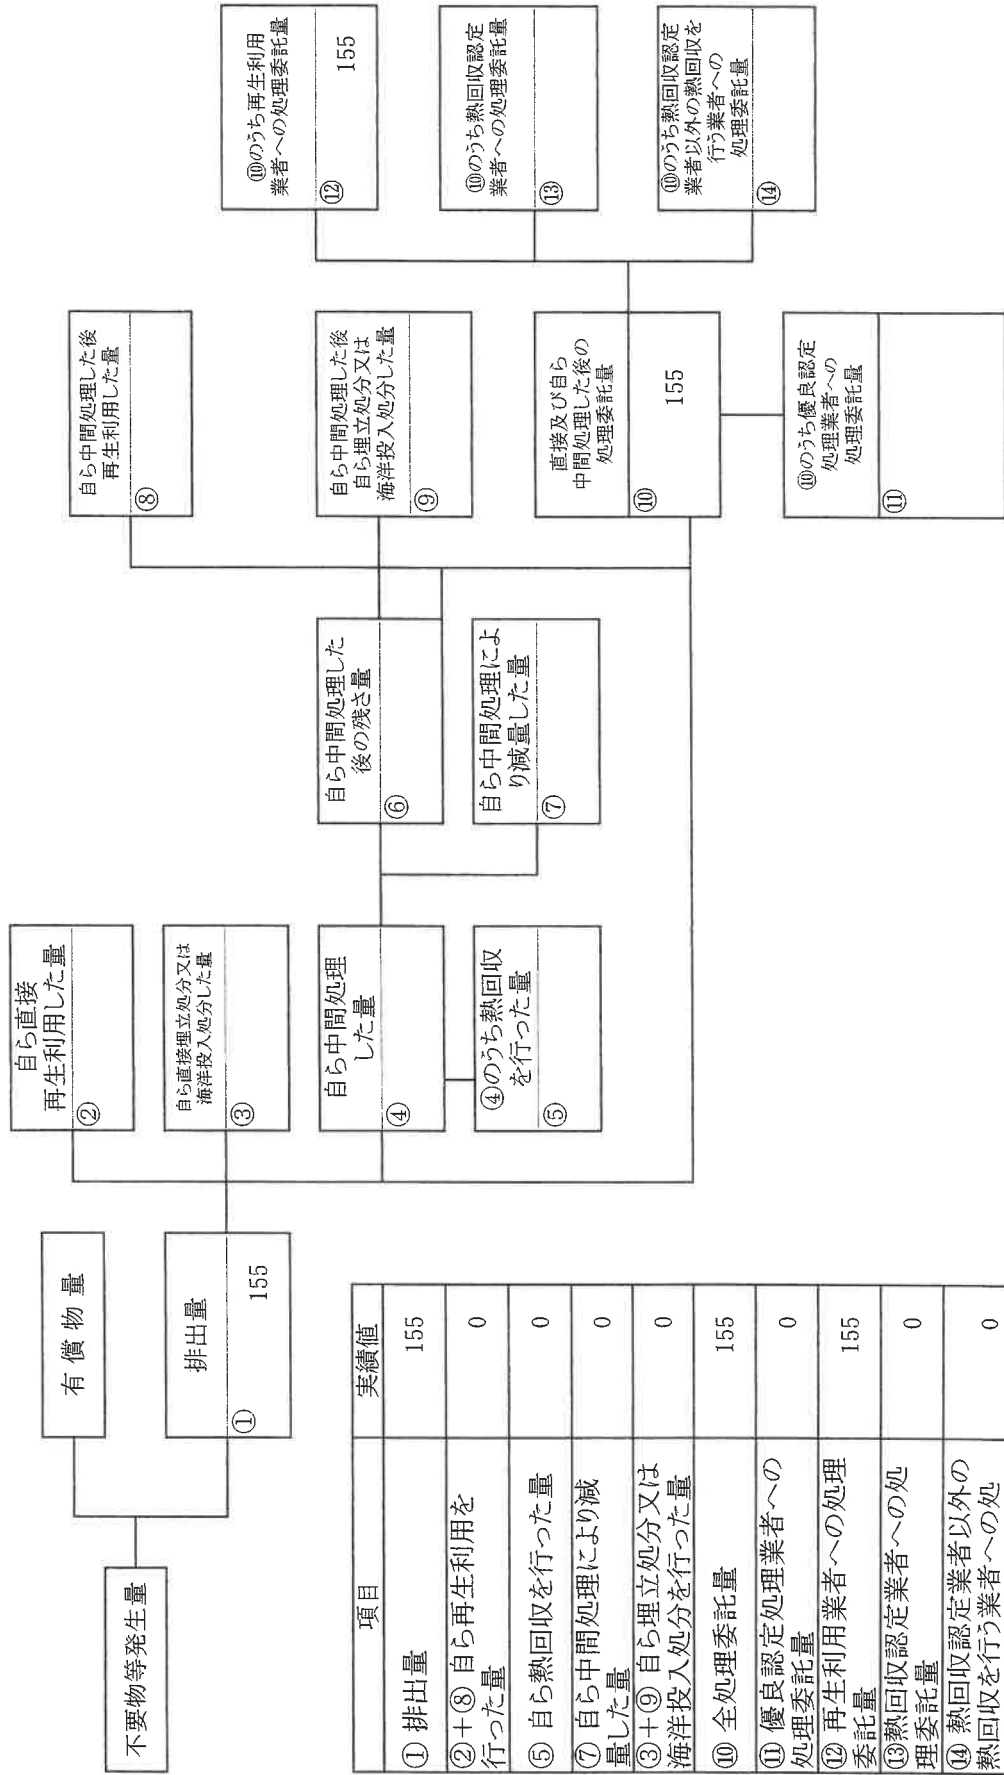 不要物等発生量
有償物量
排出量
①
155
自ら直接
再生利用した量
②
自ら直接埋立処分又は
海洋投入処分した量
③
自ら中間処理
した量
④
④のうち熱回収
を行った量
⑤
自ら中間処理した
後の残さ量
⑥
自ら中間処理によ
り減量した量
⑦
自ら中間処理した後
再生利用した量
⑧
自ら中間処理した後
自ら埋立処分又は
海洋投入処分した量
⑨
直接及び自ら
中間処理した後の
処理委託量
⑩
155
⑩のうち優良認定
処理業者への
処理委託量
⑪
⑩のうち再生利用
業者への処理委託量
⑫
155
⑩のうち熱回収認定
業者への処理委託量
⑬
⑩のうち熱回収認定
業者以外の熱回収を
行う業者への
処理委託量
⑭
項目 実績値
① 排出量 155
②+⑧ 自ら再生利用を
行った量 0
⑤ 自ら熱回収を行った量 0
⑦ 自ら中間処理により減
量した量 0
③+⑨ 自ら埋立処分又は
海洋投入処分を行った量 0
⑩ 全処理委託量 155
⑪ 優良認定処理業者への
処理委託量 0
⑫ 再生利用業者への処理
委託量 155
⑬熱回収認定業者への処
理委託量 0
⑭ 熱回収認定業者以外の
熱回収を行う業者への処 0